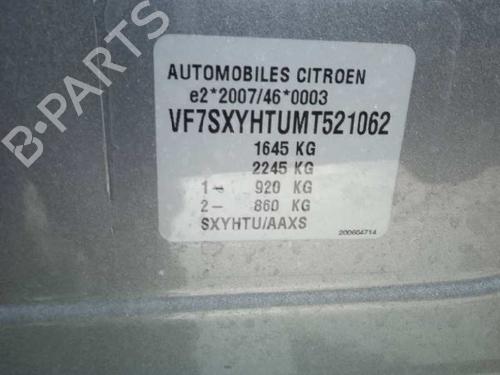 B-PARTS
AUTOMOBILES CITROEN
e2*2007/46*0003
VF7SXYHTUMT521062
1645 KG
2245 KG
1- 920 KG
2- 860 KG
SXYHTU/AAXS
200604714